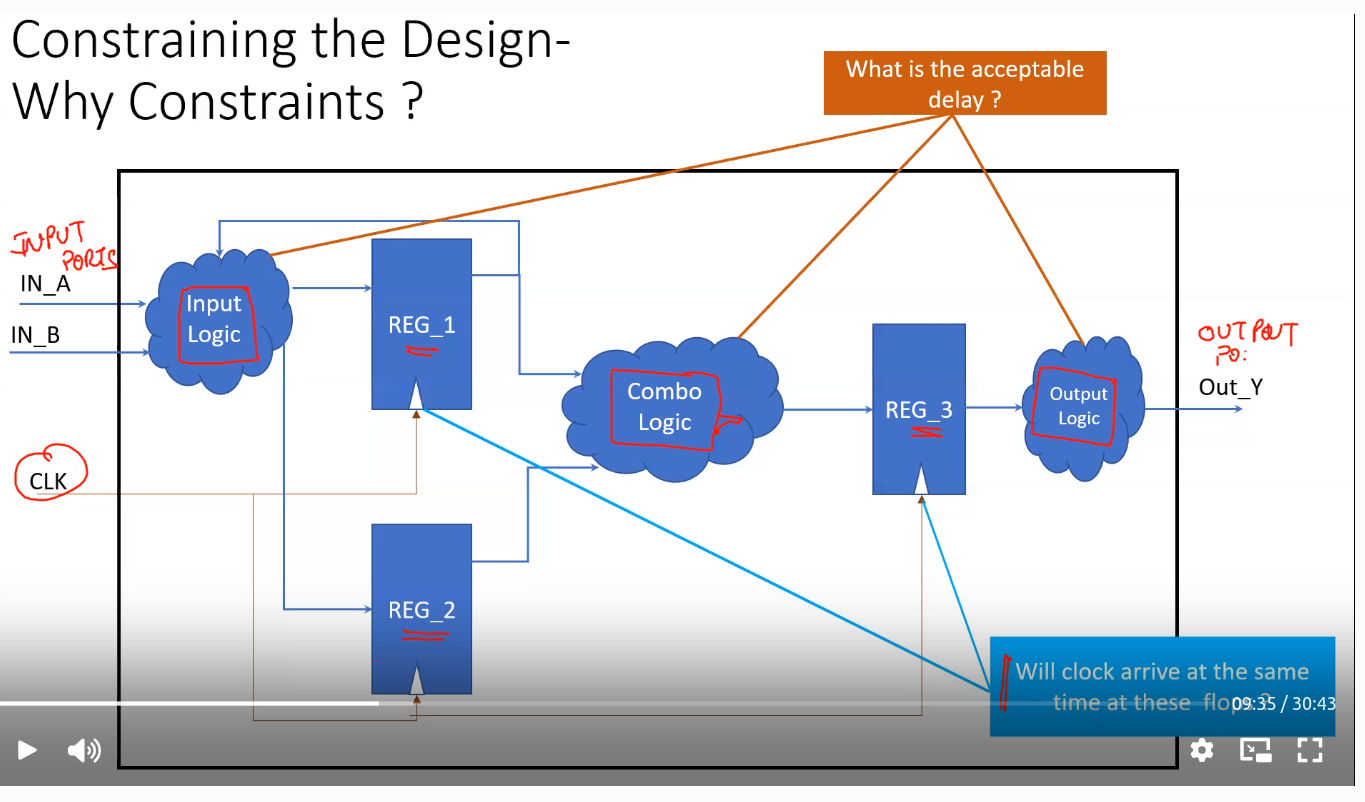 Constraining the Design-
Why Constraints ?
What is the acceptable
delay ?
INPUT
PORTS
IN_A
IN_B
Input
Logic
REG_1
Combo
Logic
REG_3
Output
Logic
OUTPUT
PO:
Out_Y
CLK
REG_2
Will clock arrive at the same
time at these flops ?
09:35 / 30:43